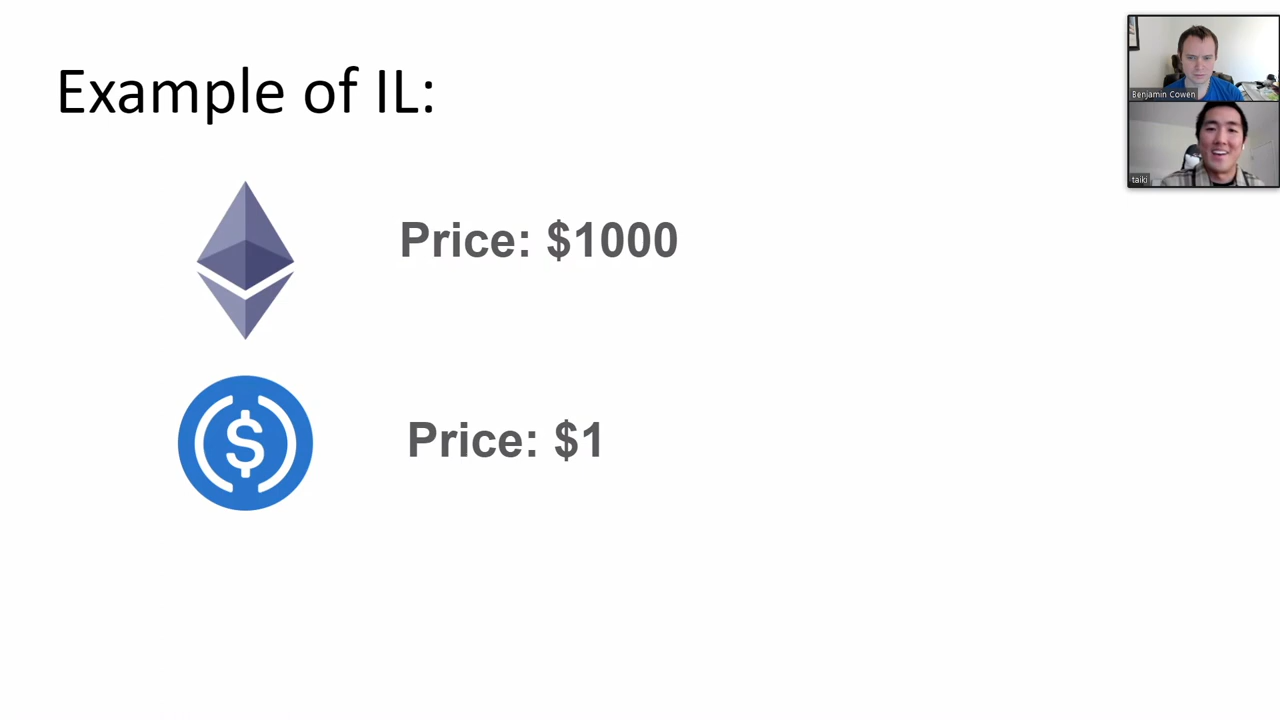 Example of IL:
Price: $1000
Price: $1
Benjamin Cowen
taiki